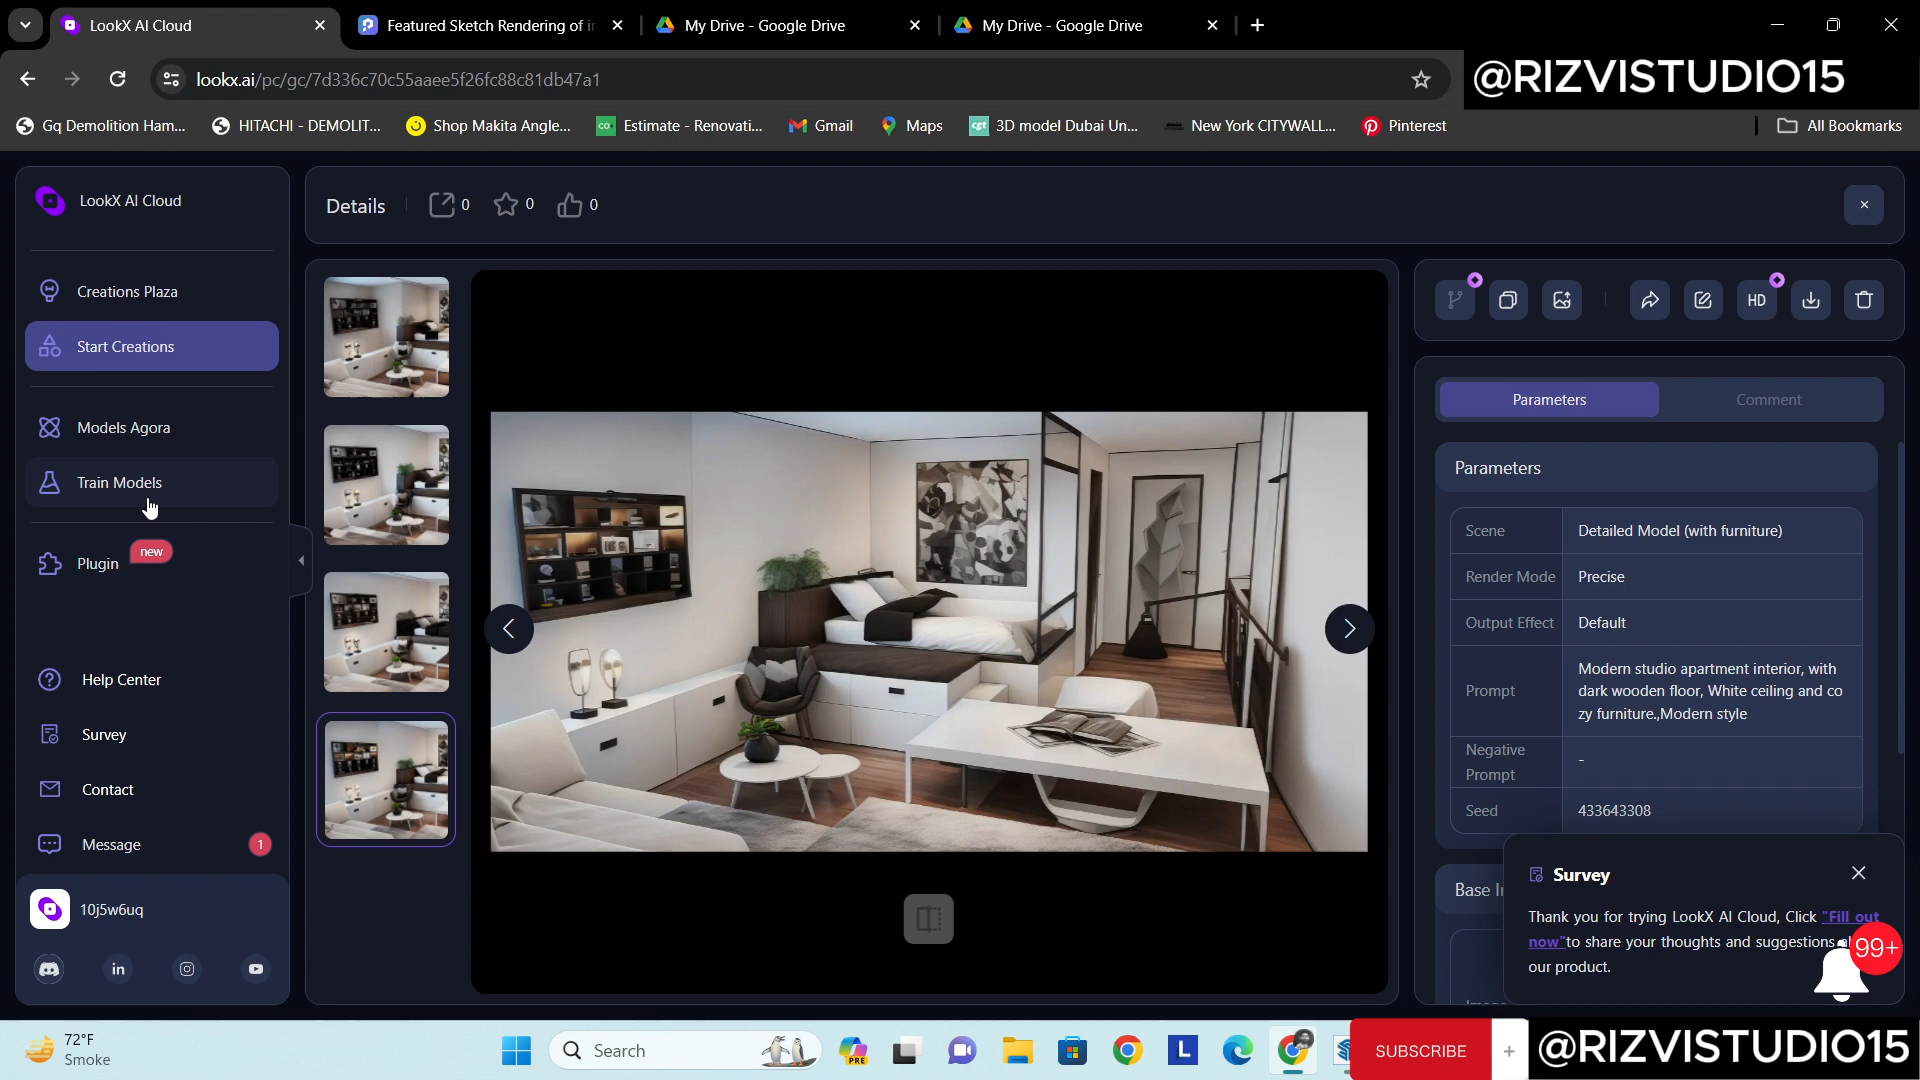 LookX AI Cloud
Featured Sketch Rendering of in
My Drive - Google Drive
My Drive - Google Drive
lookx.ai/pc/gc/7d336c70c55aaee5f26fc88c81db47a1
@RIZVISTUDIO15
Gq Demolition Ham...
HITACHI - DEMOLIT...
Shop Makita Angle...
Estimate - Renovati...
Gmail
Maps
3D model Dubai Un...
New York CITYWALL...
Pinterest
All Bookmarks
LookX AI Cloud
Details
0
0
0
Creations Plaza
Start Creations
Models Agora
Train Models
Plugin
new
Help Center
Survey
Contact
Message
1
10j5w6uq
HD
Parameters
Comment
Parameters
Scene
Detailed Model (with furniture)
Render Mode
Precise
Output Effect
Default
Prompt
Modern studio apartment interior, with
dark wooden floor, White ceiling and co
zy furniture.,Modern style
Negative
Prompt
-
Seed
433643308
Base
Survey
Thank you for trying LookX AI Cloud, Click "Fill out
now" to share your thoughts and suggestions
our product.
99+
72°F
Smoke
Search
PRE
L
SUBSCRIBE
+
@RIZVISTUDIO15